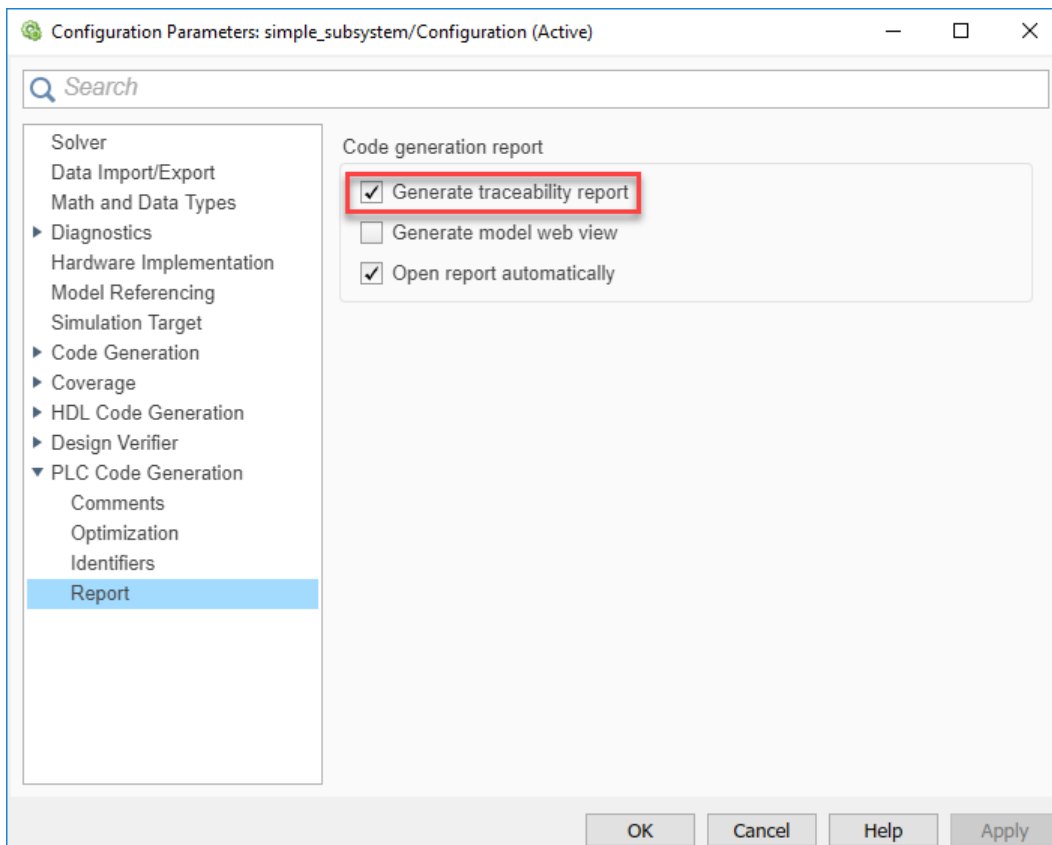 Configuration Parameters: simple_subsystem/Configuration (Active)
Search
Solver
Data Import/Export
Math and Data Types
Diagnostics
Hardware Implementation
Model Referencing
Simulation Target
Code Generation
Coverage
HDL Code Generation
Design Verifier
PLC Code Generation
Comments
Optimization
Identifiers
Report
Code generation report
Generate traceability report
Generate model web view
Open report automatically
OK
Cancel
Help
Apply